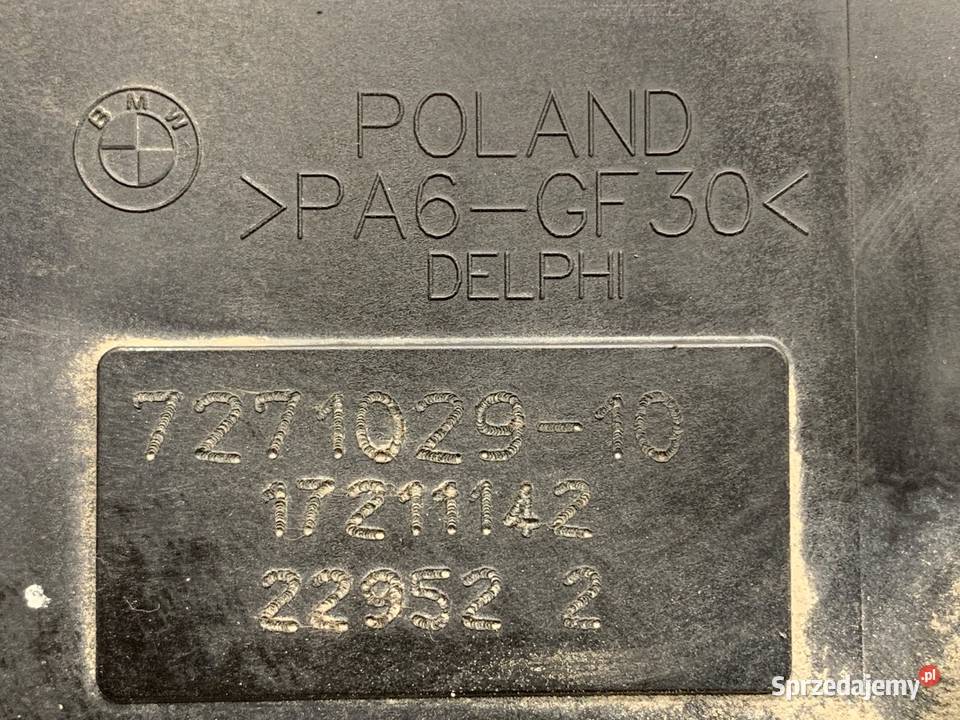 BMW
POLAND
>PA6-GF30<
DELPHI
7271029-10
17211142
22952 2
Sprzedajemy.pl